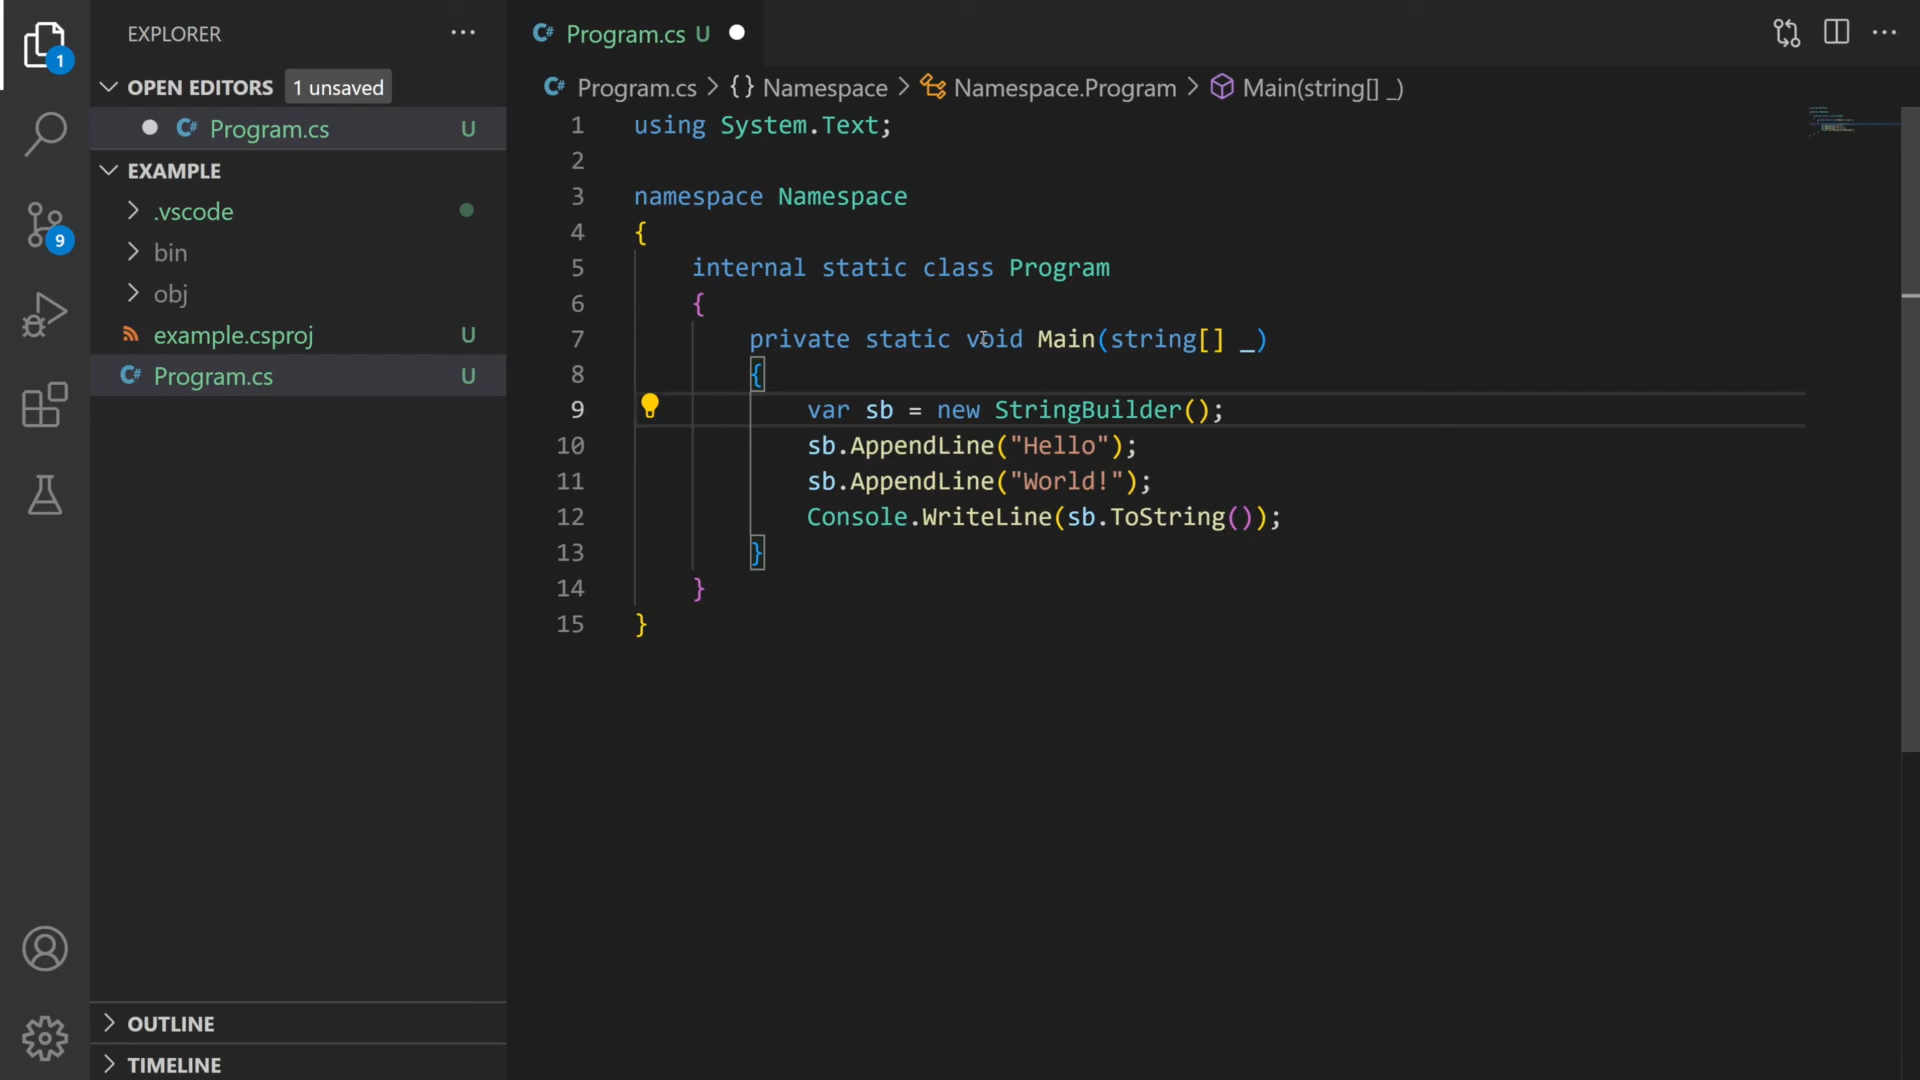 EXPLORER
OPEN EDITORS 1 unsaved
C# Program.cs U
EXAMPLE
.vscode
bin
obj
example.csproj U
C# Program.cs U
OUTLINE
TIMELINE
1
9
C# Program.cs U
C# Program.cs > {} Namespace > Namespace.Program > Main(string[] _)
1 using System.Text;
2
3 namespace Namespace
4 {
5 internal static class Program
6 {
7 private static void Main(string[] _)
8 {
9 var sb = new StringBuilder();
10 sb.AppendLine("Hello");
11 sb.AppendLine("World!");
12 Console.WriteLine(sb.ToString());
13 }
14 }
15 }